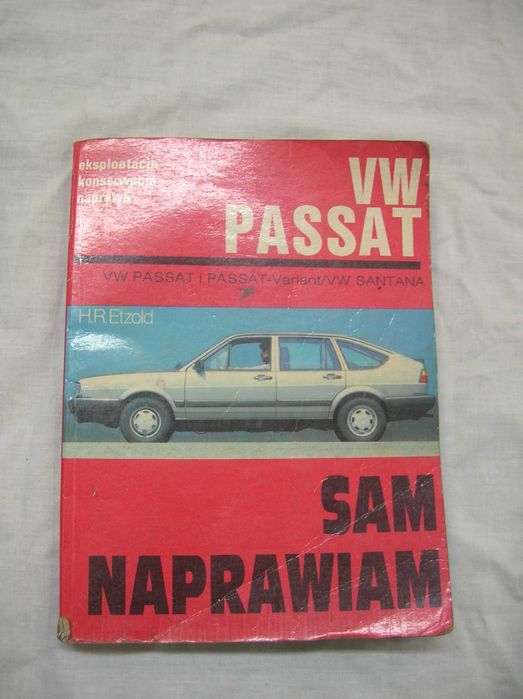 eksploatacja
konserwacja
naprawa
VW
PASSAT
VW PASSAT i PASSAT-Variant/VW SANTANA
H.R.Etzold
SAM
NAPRAWIAM